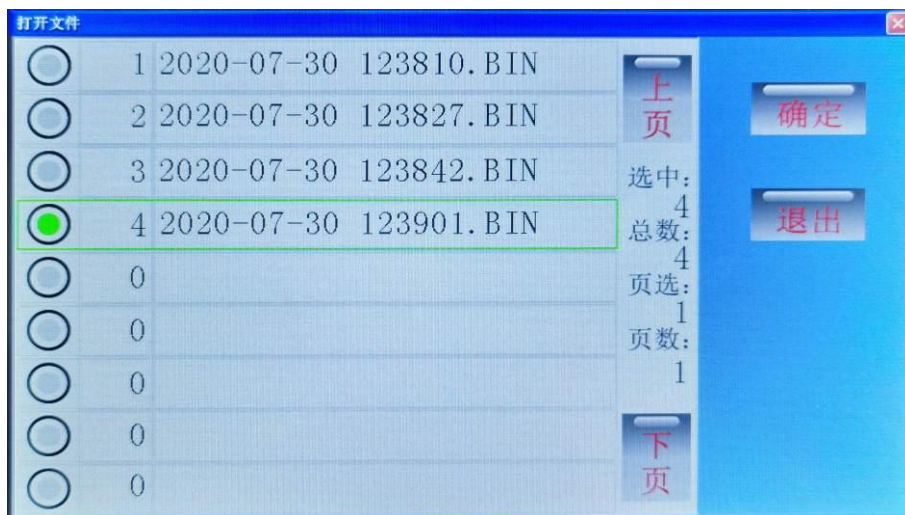 打开文件
1 2020-07-30 123810.BIN
2 2020-07-30 123827.BIN
3 2020-07-30 123842.BIN
4 2020-07-30 123901.BIN
0
0
0
0
0
上
页
选中:
4
总数:
4
页选:
1
页数:
1
下
页
确定
退出